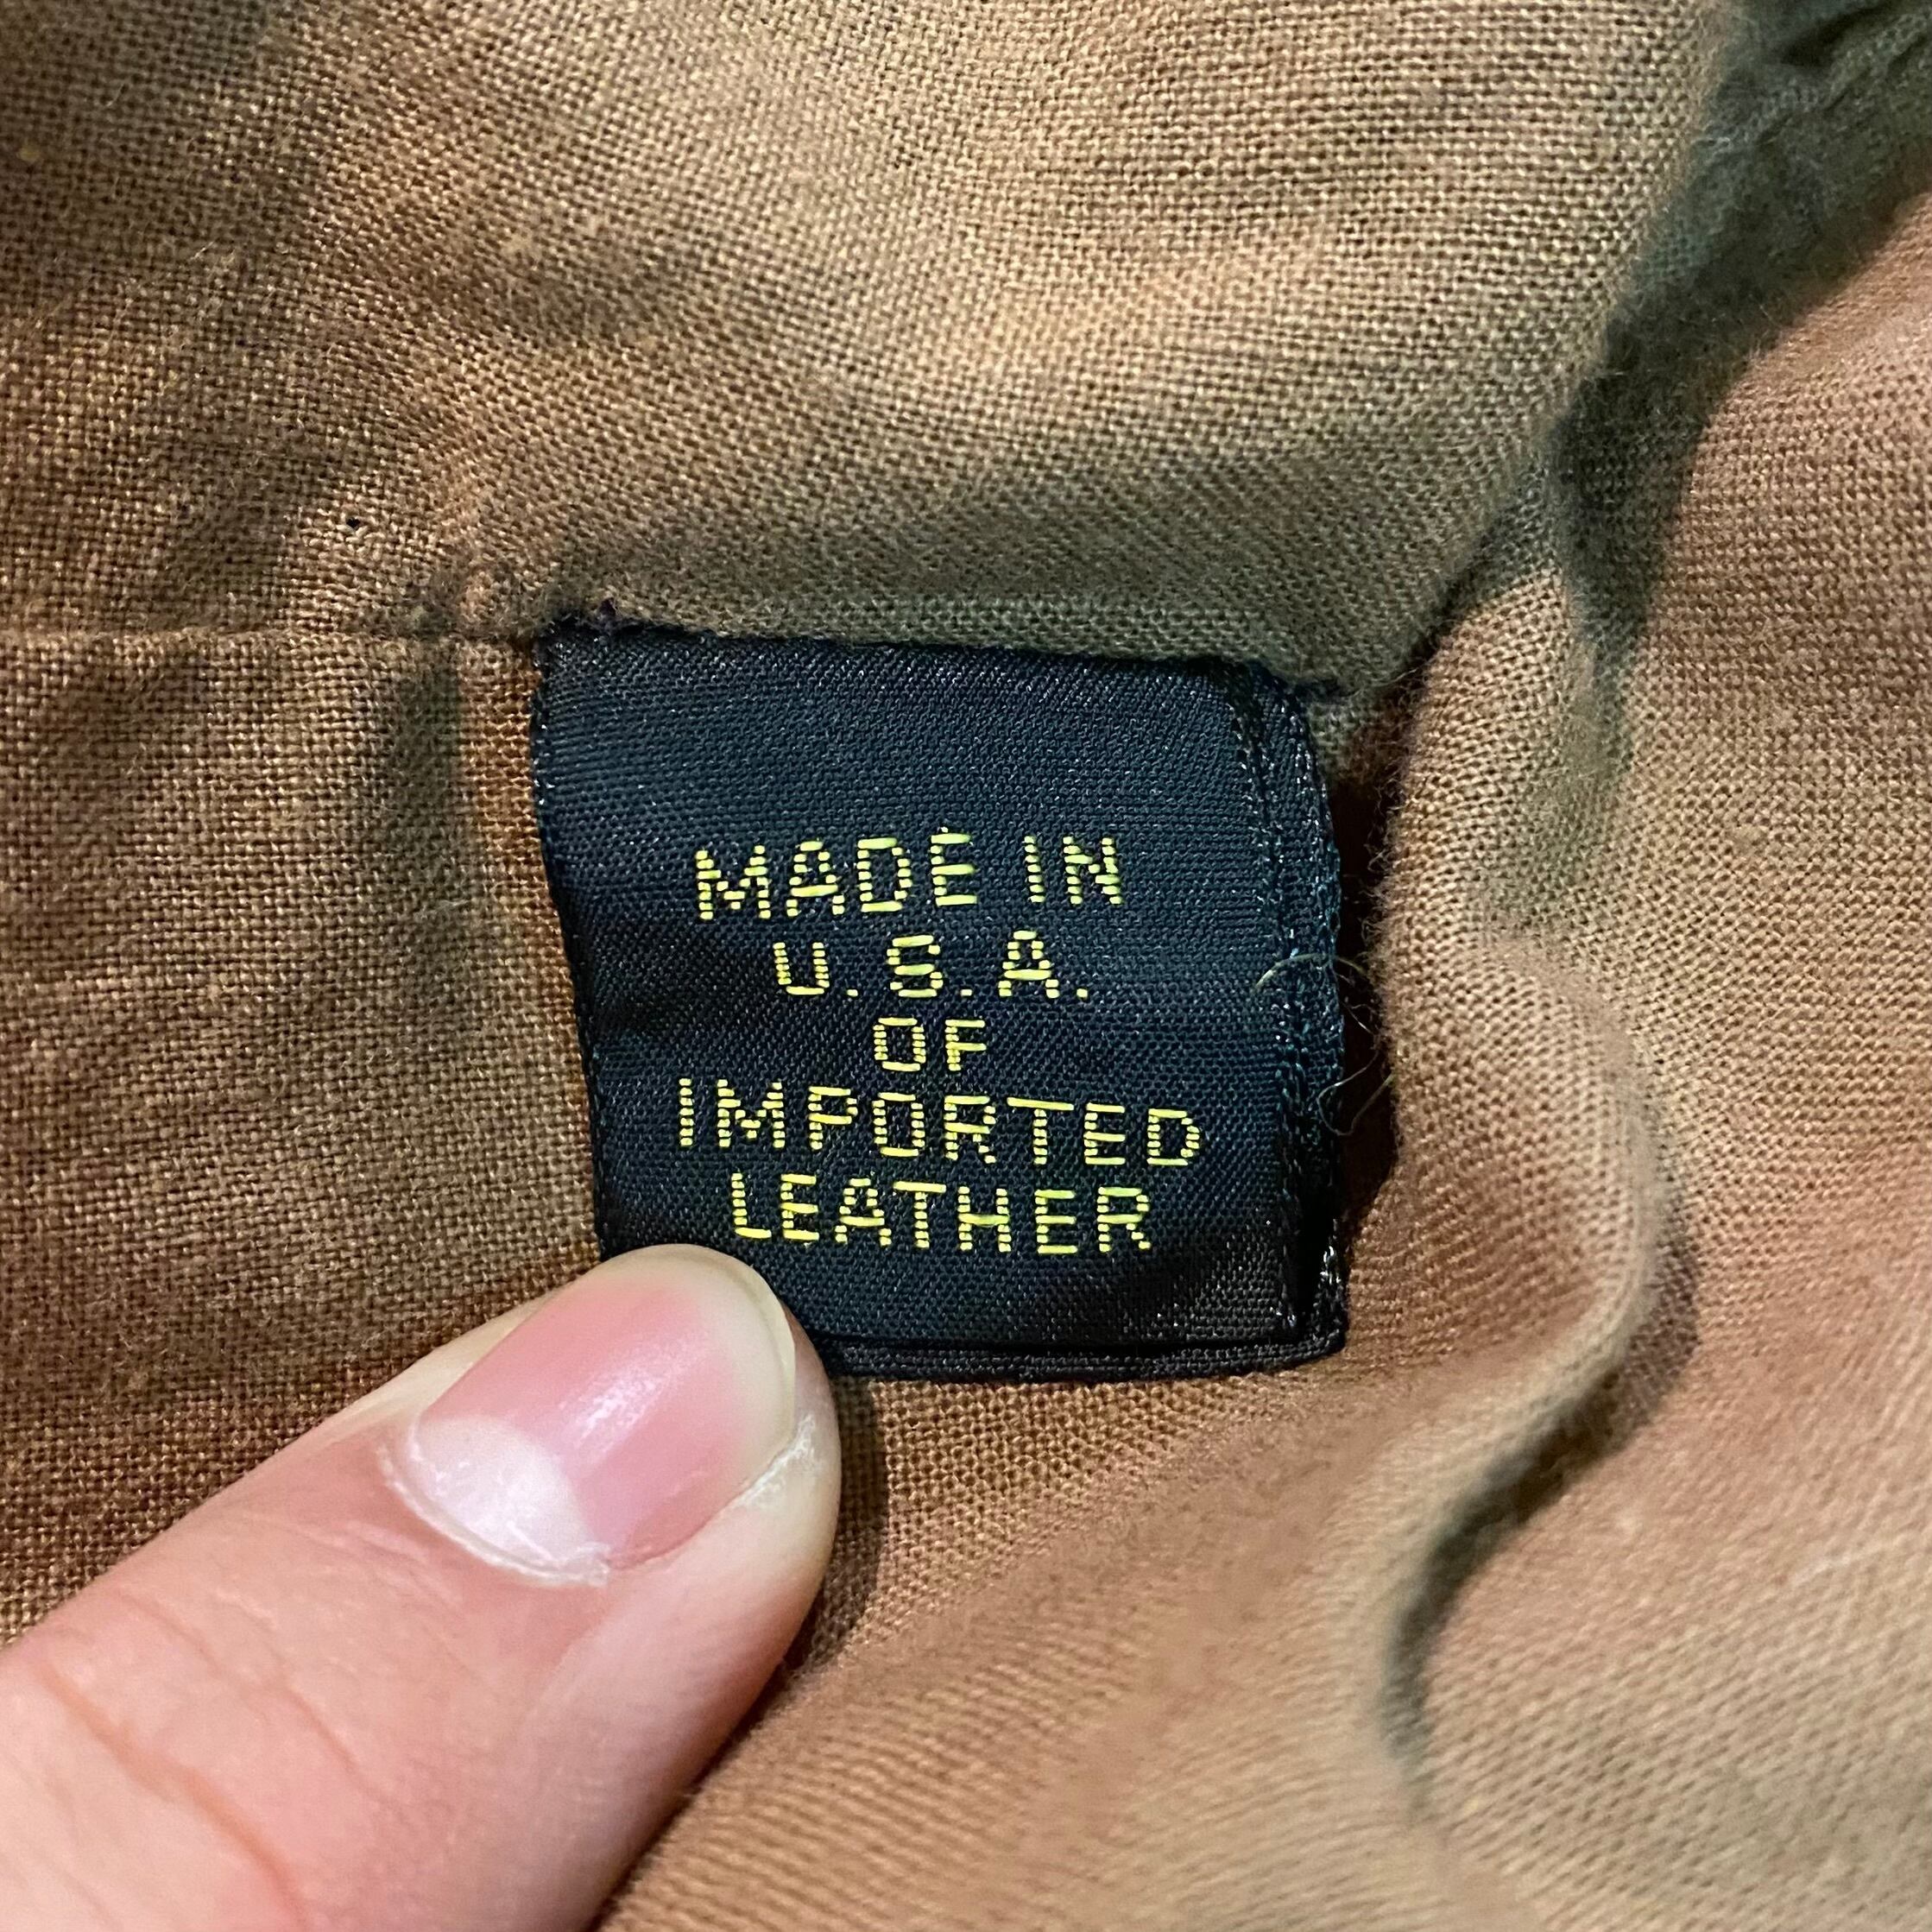 MADE IN
U.S.A.
OF
IMPORTED
LEATHER